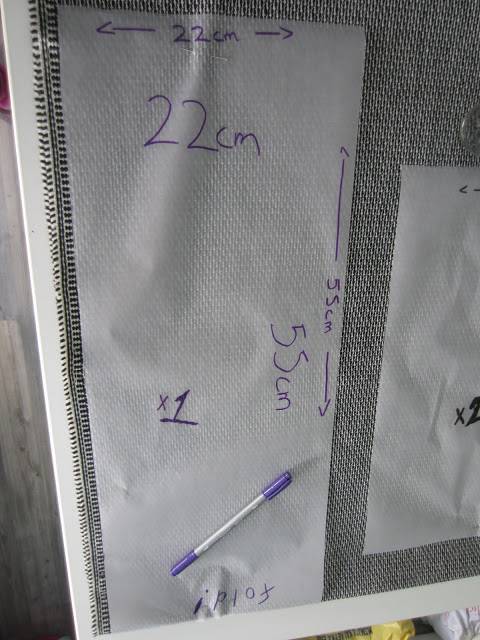 ← 22cm →
22cm
← 55cm →
55cm
x1
x2